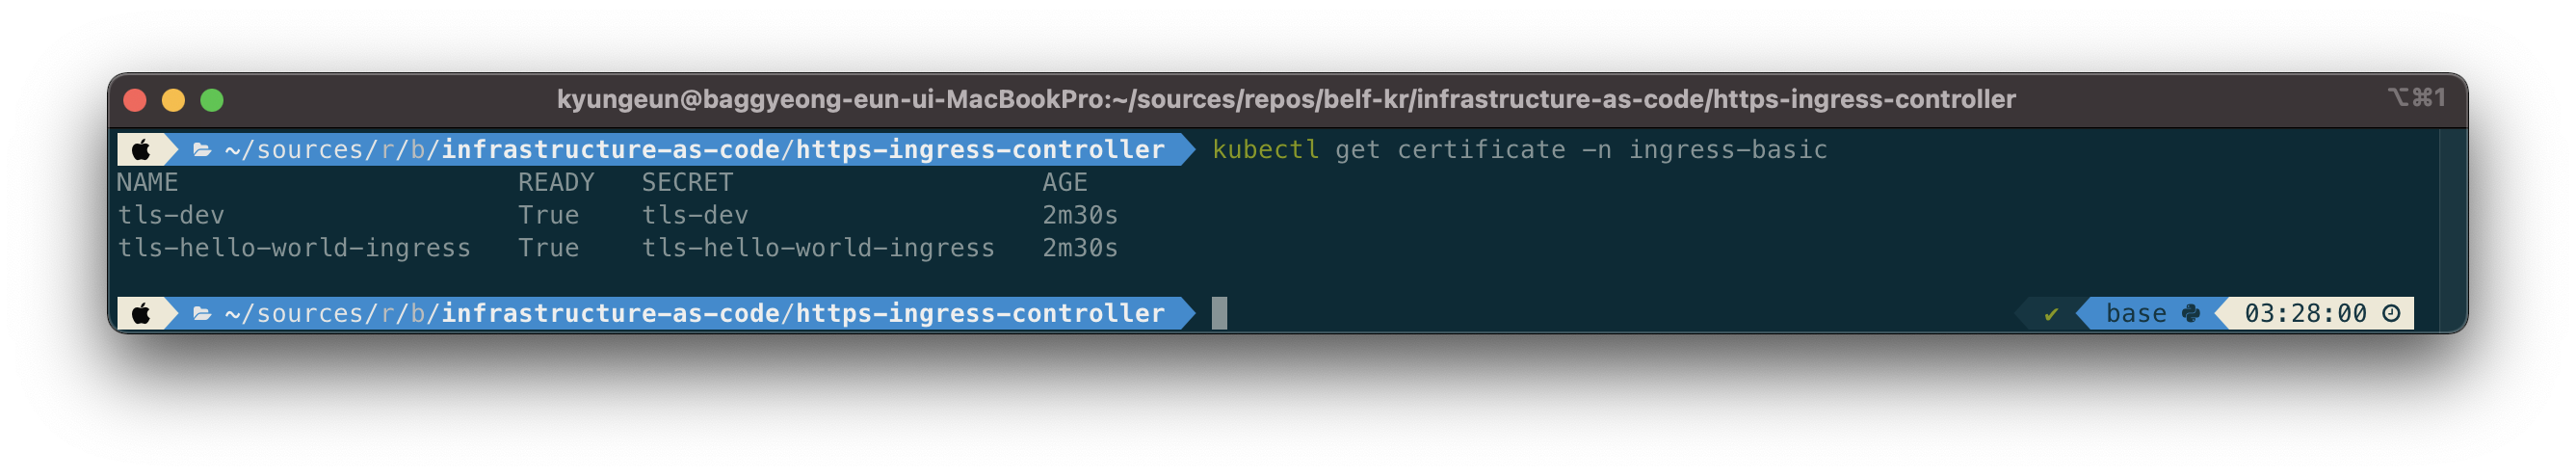 kyungeun@baggyeong-eun-ui-MacBookPro:~/sources/repos/belf-kr/infrastructure-as-code/https-ingress-controller ⌥⌘1
~/sources/r/b/infrastructure-as-code/https-ingress-controller kubectl get certificate -n ingress-basic
NAME READY SECRET AGE
tls-dev True tls-dev 2m30s
tls-hello-world-ingress True tls-hello-world-ingress 2m30s
~/sources/r/b/infrastructure-as-code/https-ingress-controller ✔ base 03:28:00